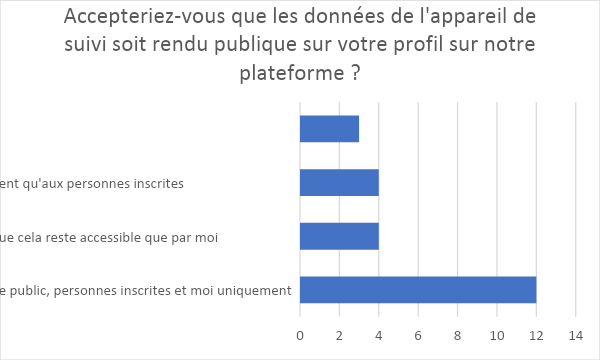 Accepteriez-vous que les données de l'appareil de
suivi soit rendu publique sur votre profil sur notre
plateforme ?
qu'aux personnes inscrites
cela reste accessible que par moi
public, personnes inscrites et moi uniquement
0 2 4 6 8 10 12 14